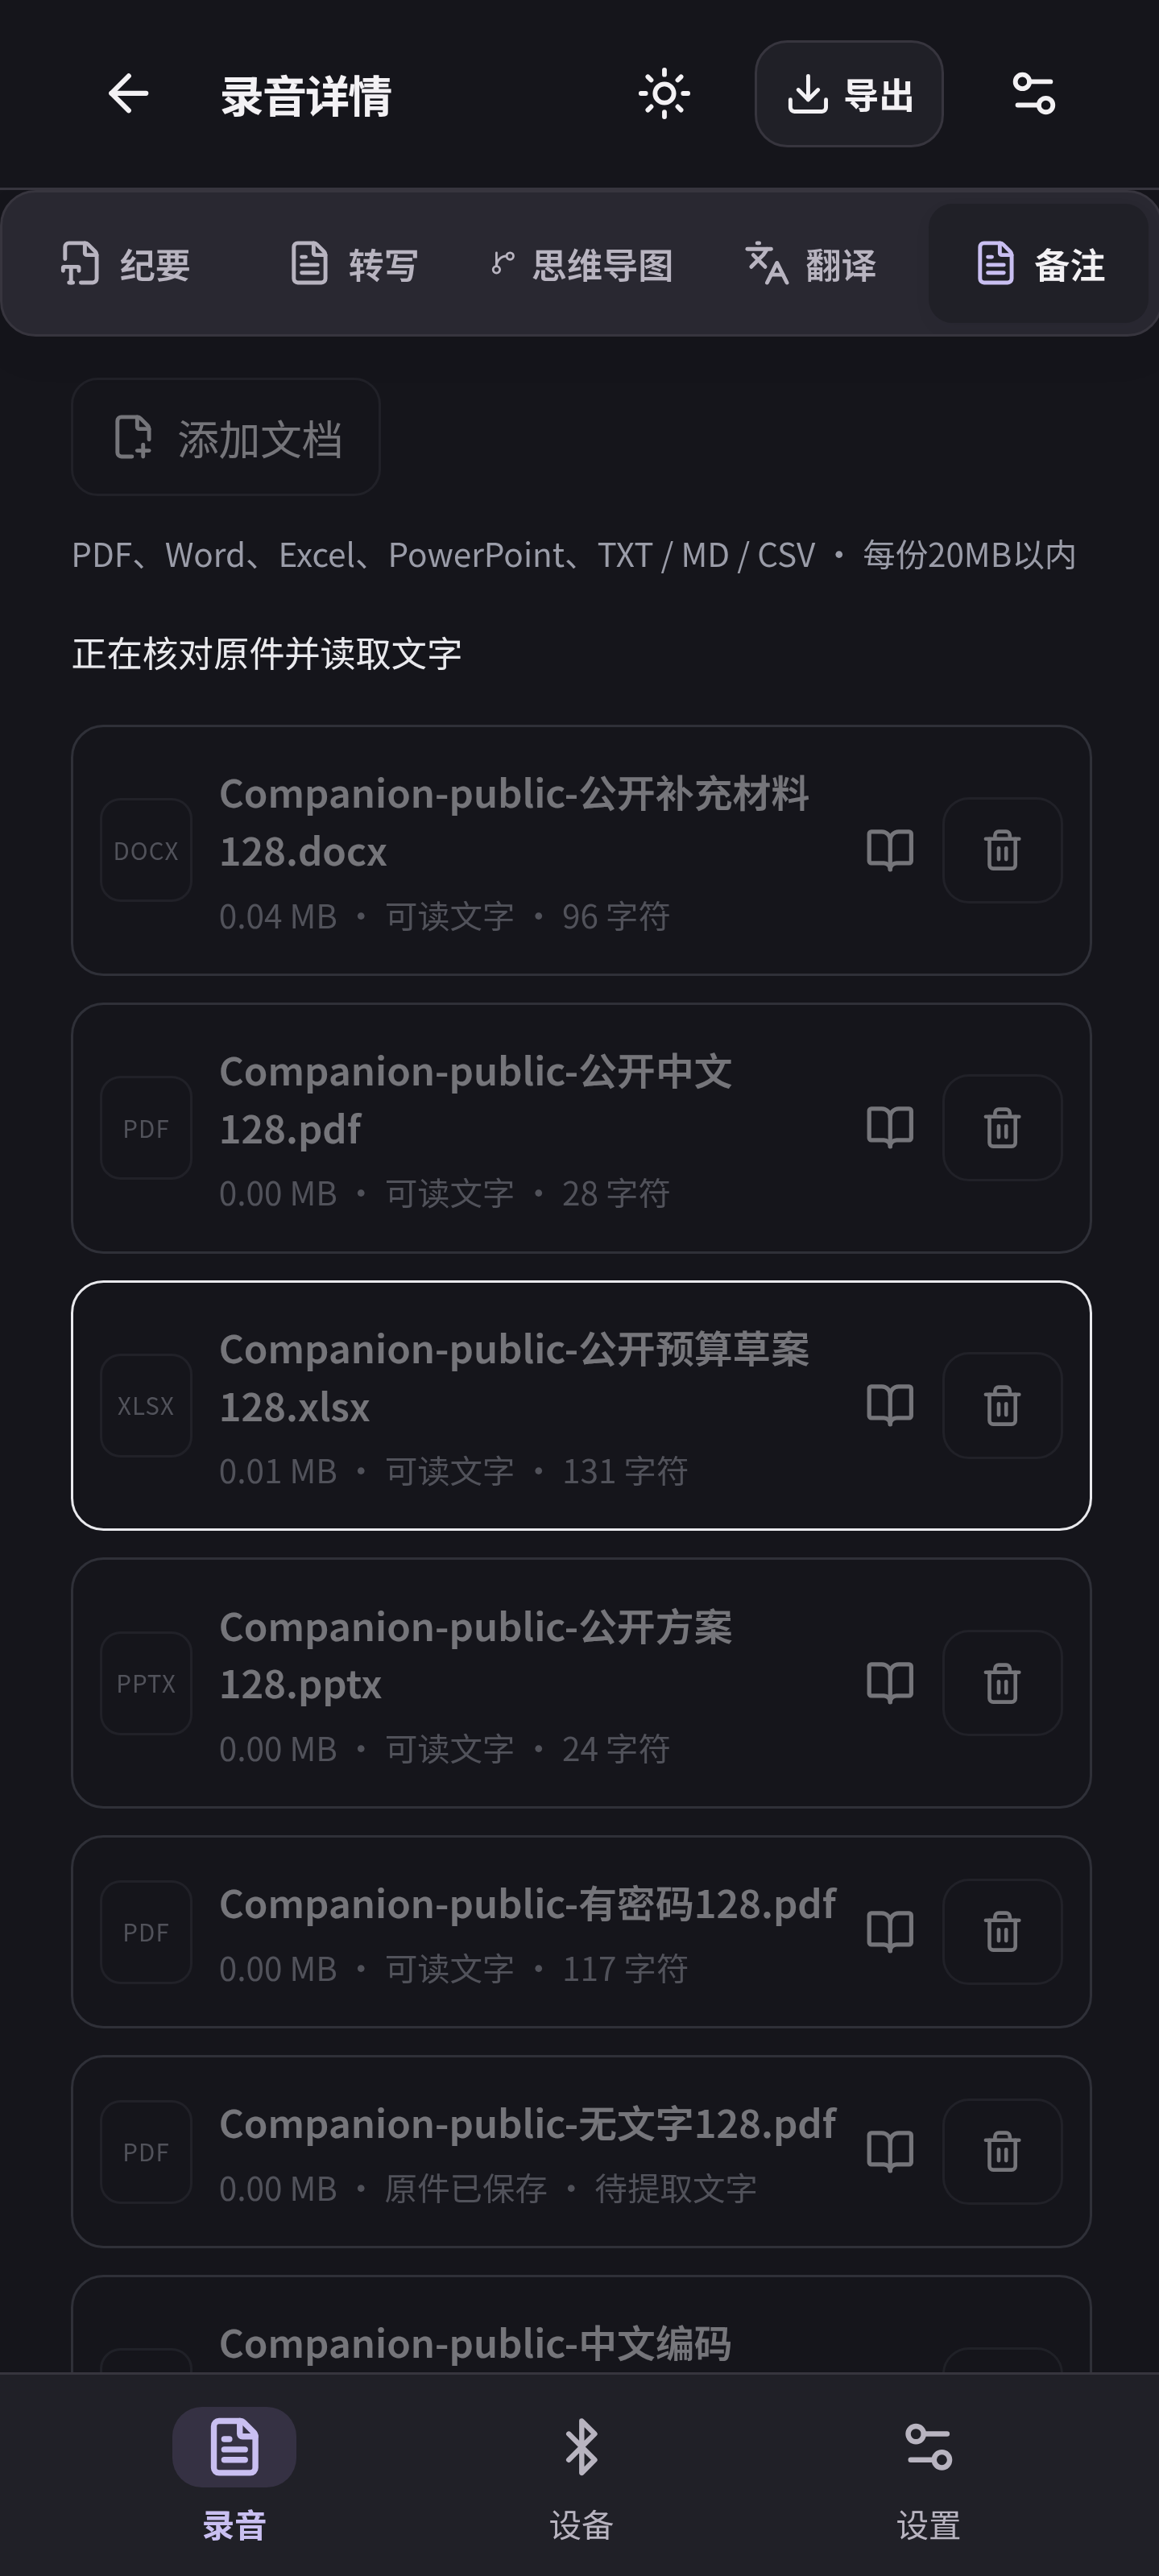 录音详情
导出
纪要
转写
思维导图
翻译
备注
添加文档
PDF、Word、Excel、PowerPoint、TXT / MD / CSV · 每份20MB以内
正在核对原件并读取文字
DOCX
Companion-public-公开补充材料
128.docx
0.04 MB · 可读文字 · 96 字符
PDF
Companion-public-公开中文
128.pdf
0.00 MB · 可读文字 · 28 字符
XLSX
Companion-public-公开预算草案
128.xlsx
0.01 MB · 可读文字 · 131 字符
PPTX
Companion-public-公开方案
128.pptx
0.00 MB · 可读文字 · 24 字符
PDF
Companion-public-有密码128.pdf
0.00 MB · 可读文字 · 117 字符
PDF
Companion-public-无文字128.pdf
0.00 MB · 原件已保存 · 待提取文字
Companion-public-中文编码
录音
设备
设置